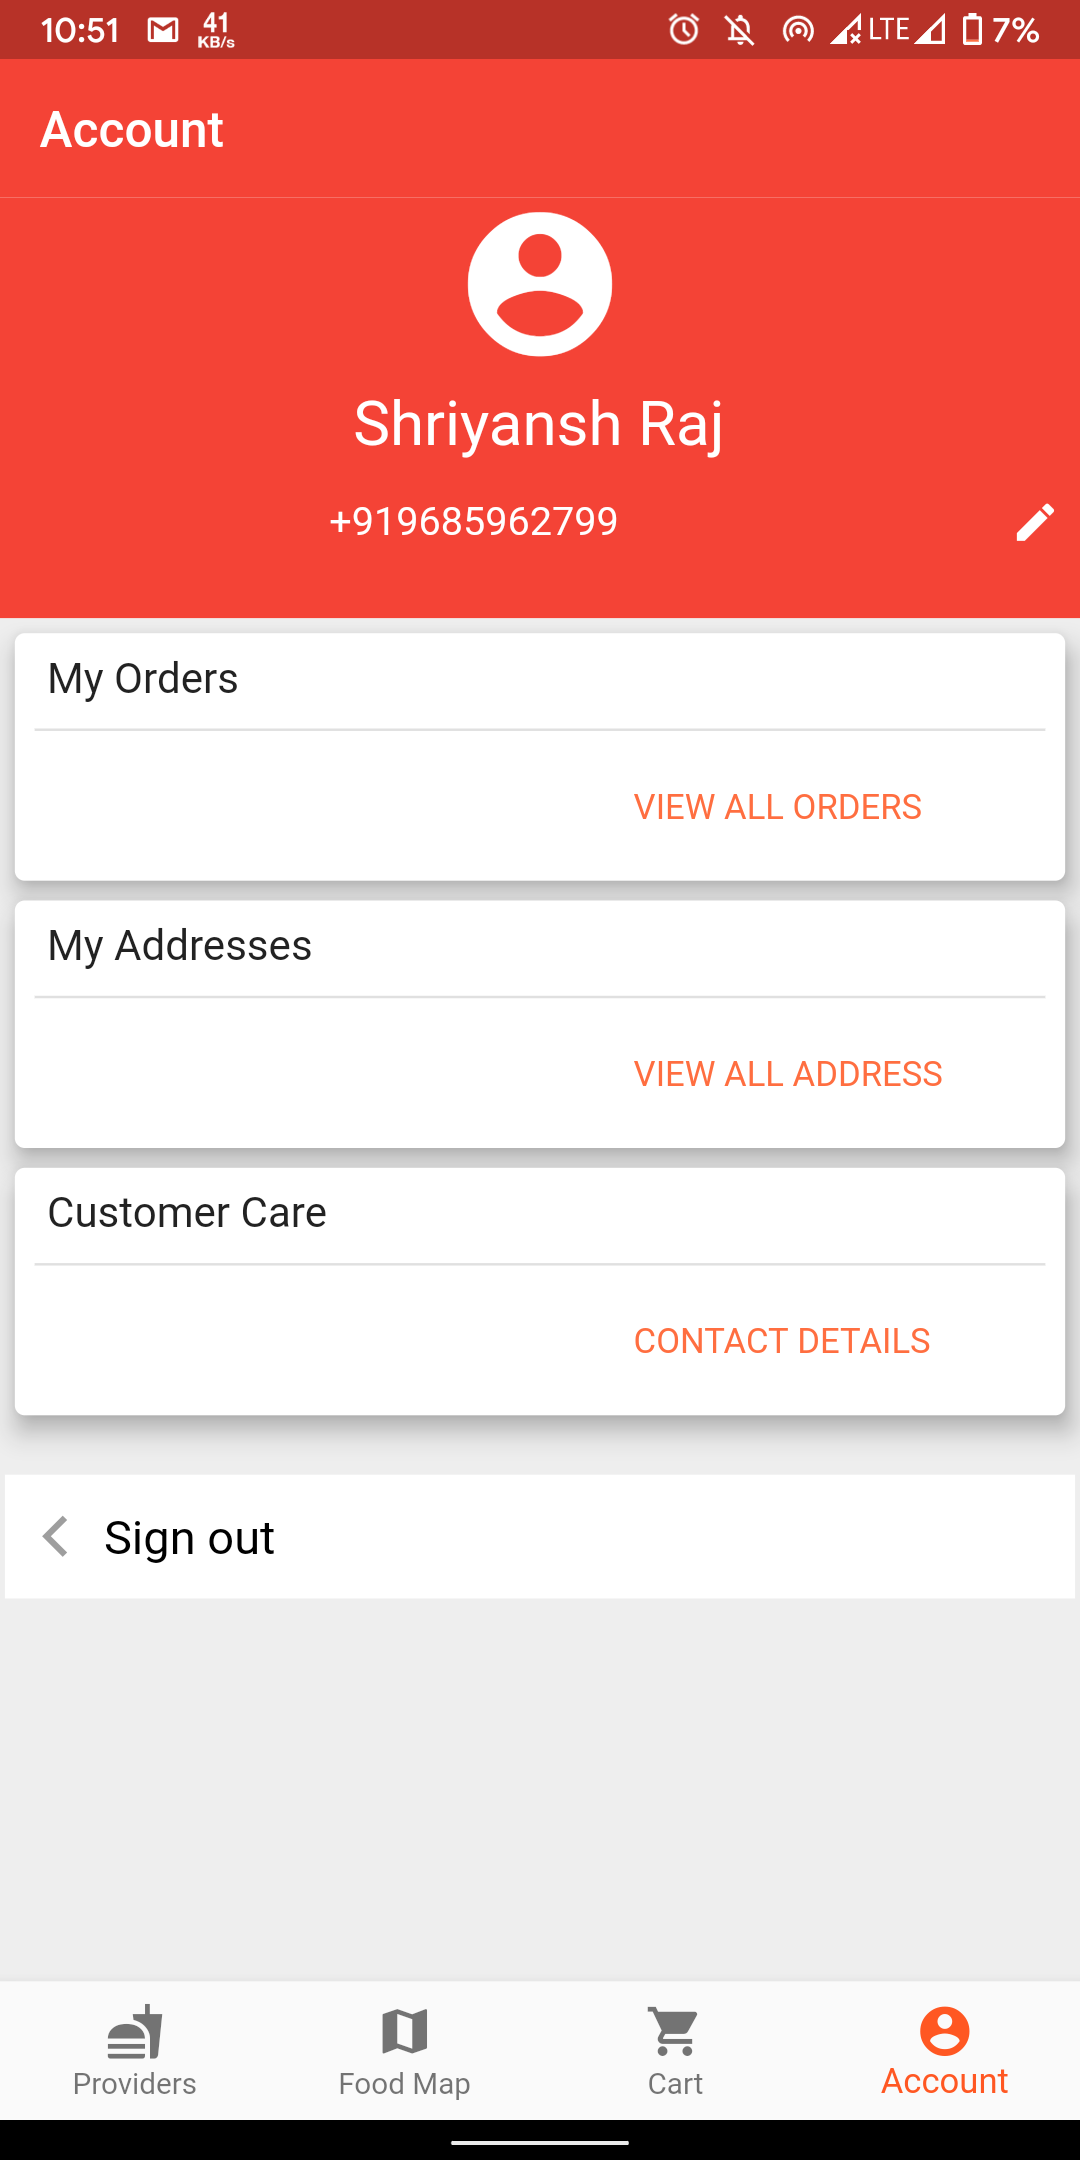 10:51 41 KB/s LTE 7%
Account
Shriyansh Raj
+919685962799
My Orders
VIEW ALL ORDERS
My Addresses
VIEW ALL ADDRESS
Customer Care
CONTACT DETAILS
Sign out
Providers Food Map Cart Account